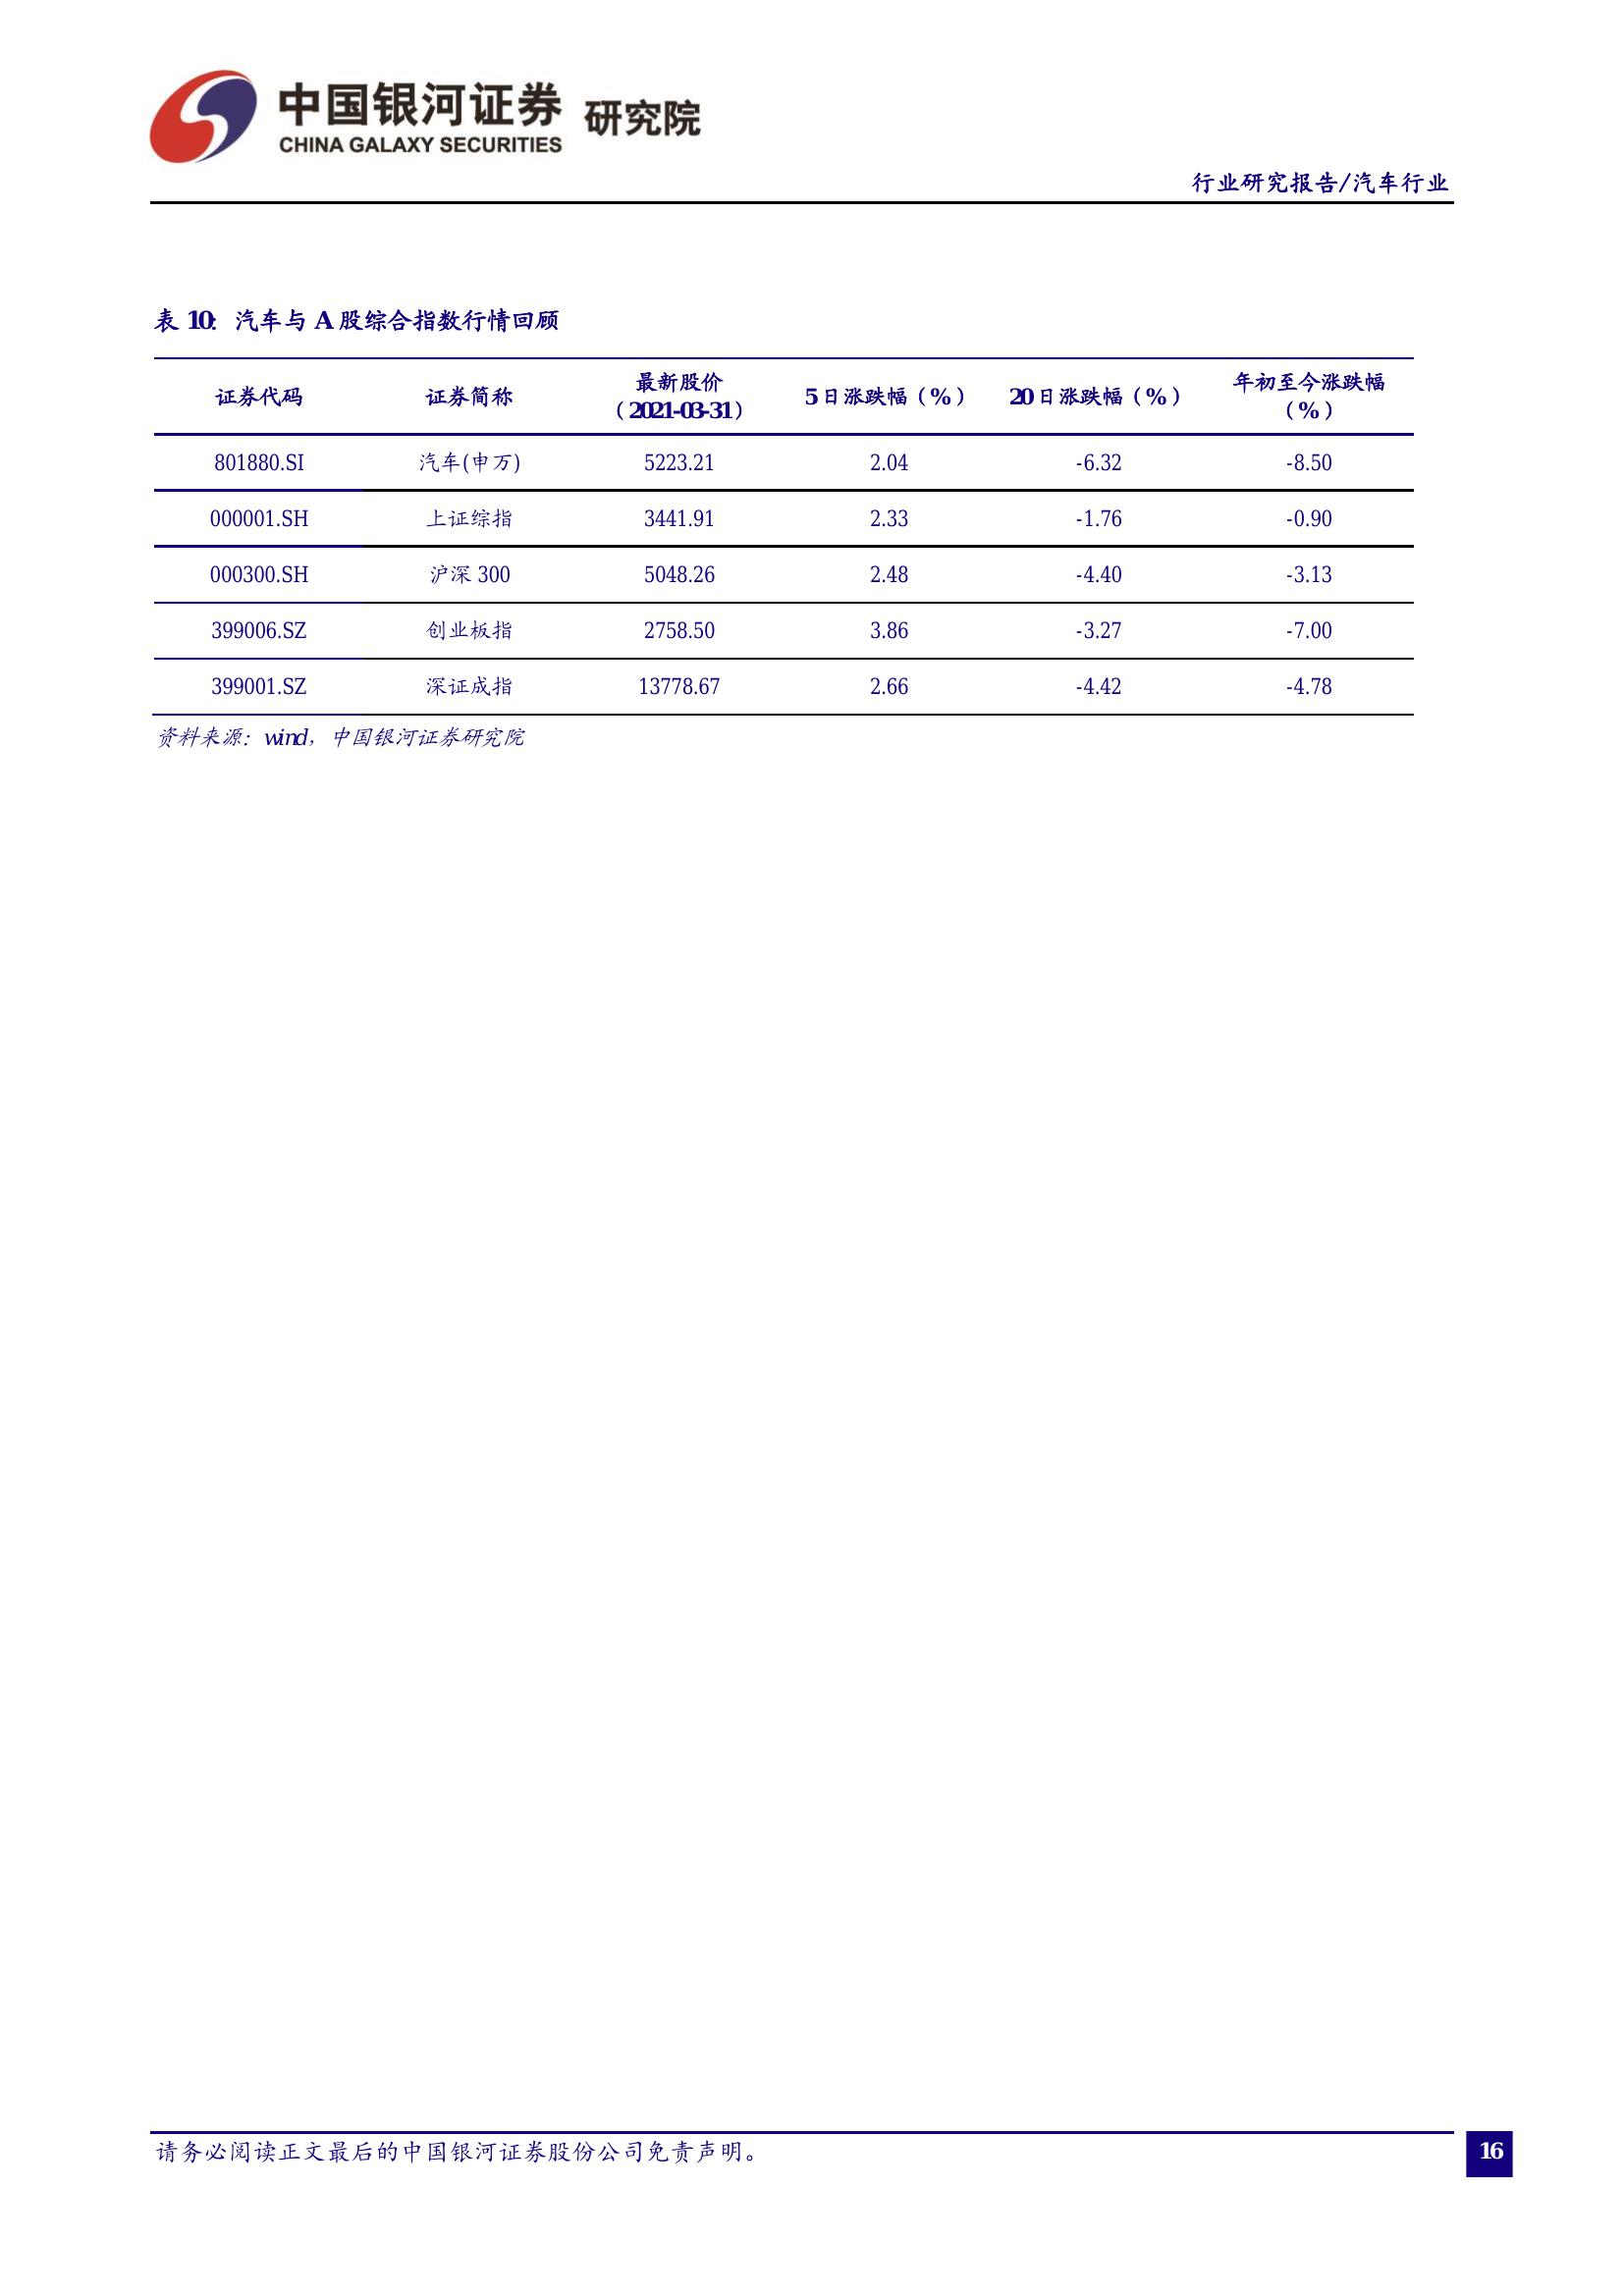 中国银河证券 研究院
CHINA GALAXY SECURITIES
行业研究报告/汽车行业
表 10: 汽车与 A 股综合指数行情回顾
证券代码 证券简称 最新股价（2021-03-31） 5 日涨跌幅（%） 20 日涨跌幅（%） 年初至今涨跌幅（%）
801880.SI 汽车(申万) 5223.21 2.04 -6.32 -8.50
000001.SH 上证综指 3441.91 2.33 -1.76 -0.90
000300.SH 沪深 300 5048.26 2.48 -4.40 -3.13
399006.SZ 创业板指 2758.50 3.86 -3.27 -7.00
399001.SZ 深证成指 13778.67 2.66 -4.42 -4.78
资料来源：wind，中国银河证券研究院
请务必阅读正文最后的中国银河证券股份公司免责声明。
16